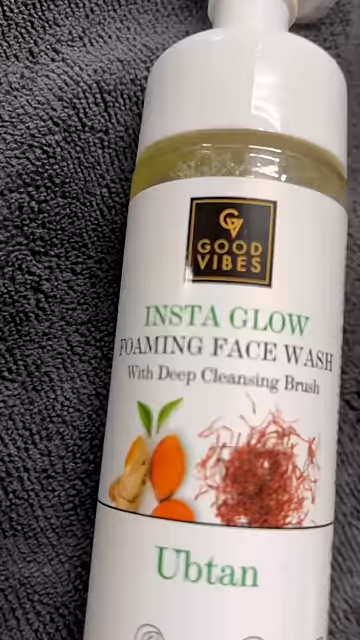 GOOD
VIBES
INSTA GLOW
FOAMING FACE WASH
With Deep Cleansing Brush
Ubtan